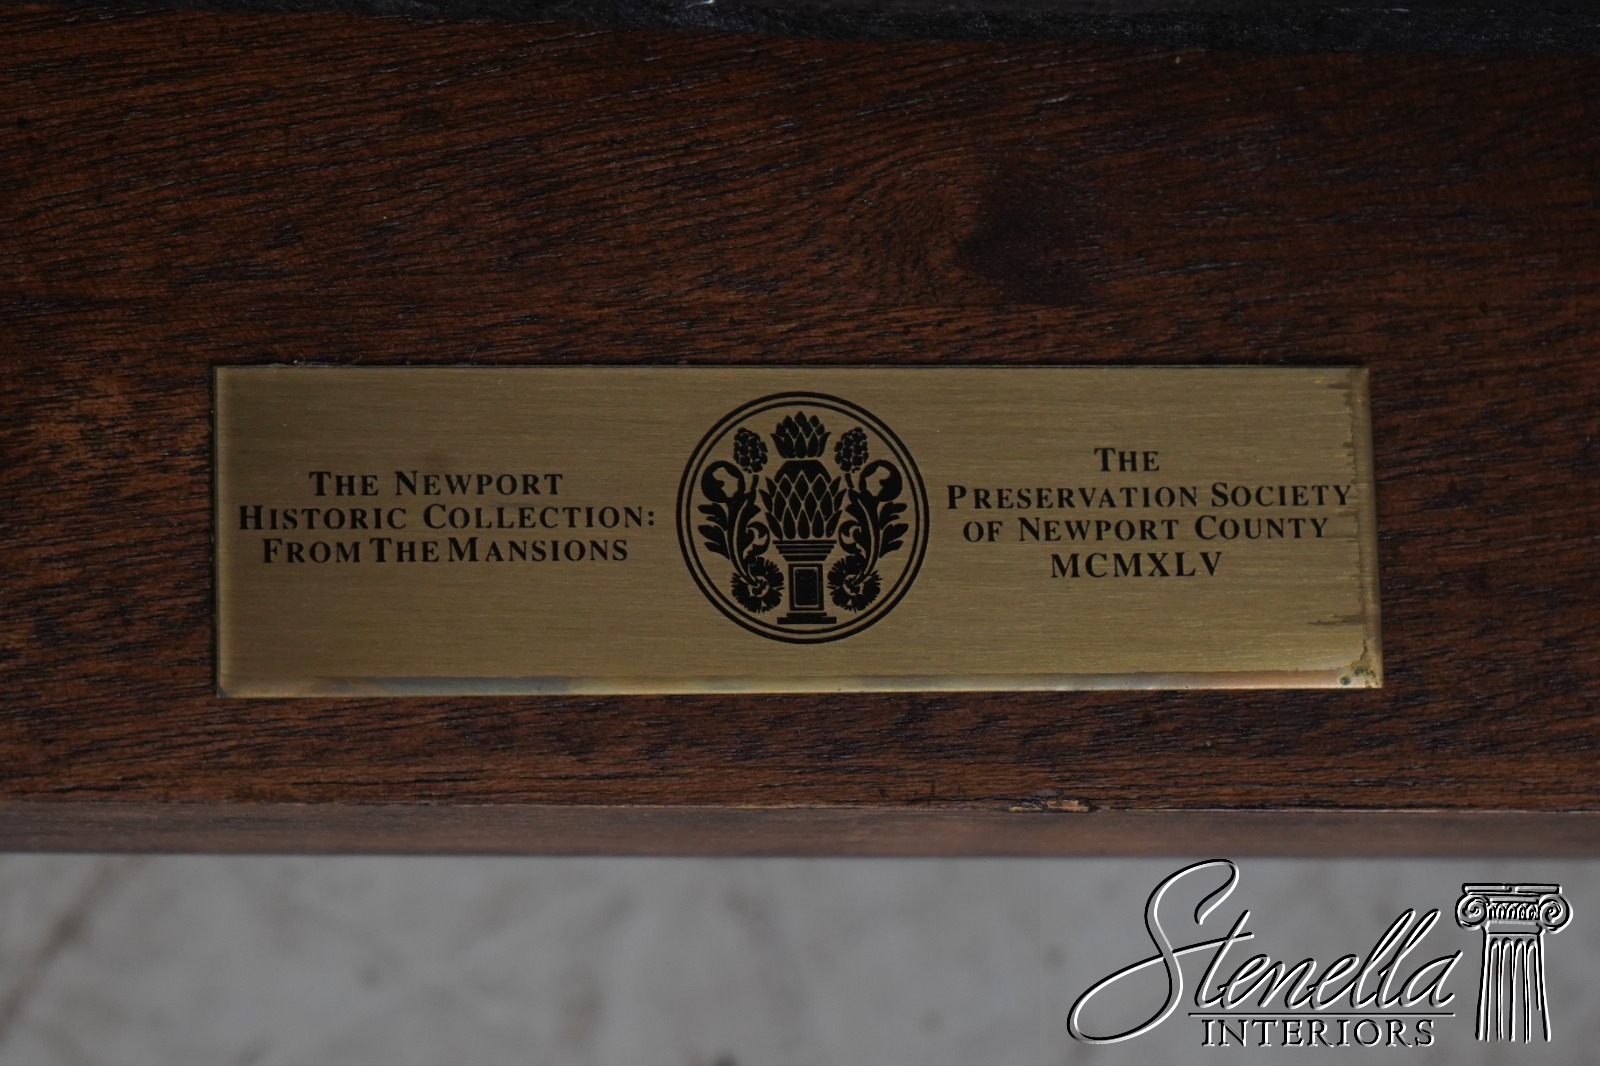 THE NEWPORT
HISTORIC COLLECTION:
FROM THE MANSIONS
THE
PRESERVATION SOCIETY
OF NEWPORT COUNTY
MCMXLV
Stenella
INTERIORS